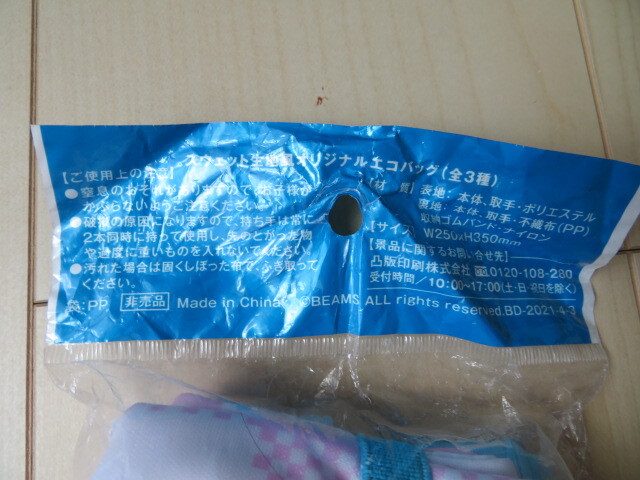 スウェット生地風オリジナルエコバッグ(全3種)
【ご使用上の注意】
●窒息のおそれがありますので、お子様が
かぶらないようご注意ください。
●破損の原因になりますので、持ち手は常に
2本同時に持って使用し、先のとがった物
や過度に重いものを入れないでください。
●汚れた場合は固くしぼった布で、ふき取って
ください。
袋:PP 非売品 Made in China ©BEAMS ALL rights reserved.BD-2021-4-3
【材 質】表地:本体、取手・ポリエステル
裏地:本体、取手・不織布(PP)
収納ゴムバンド・ナイロン
【サイズ】W250×H350mm
【景品に関するお問い合せ先】
凸版印刷株式会社 0120-108-280
受付時間/10:00~17:00(土・日・祝日を除く)